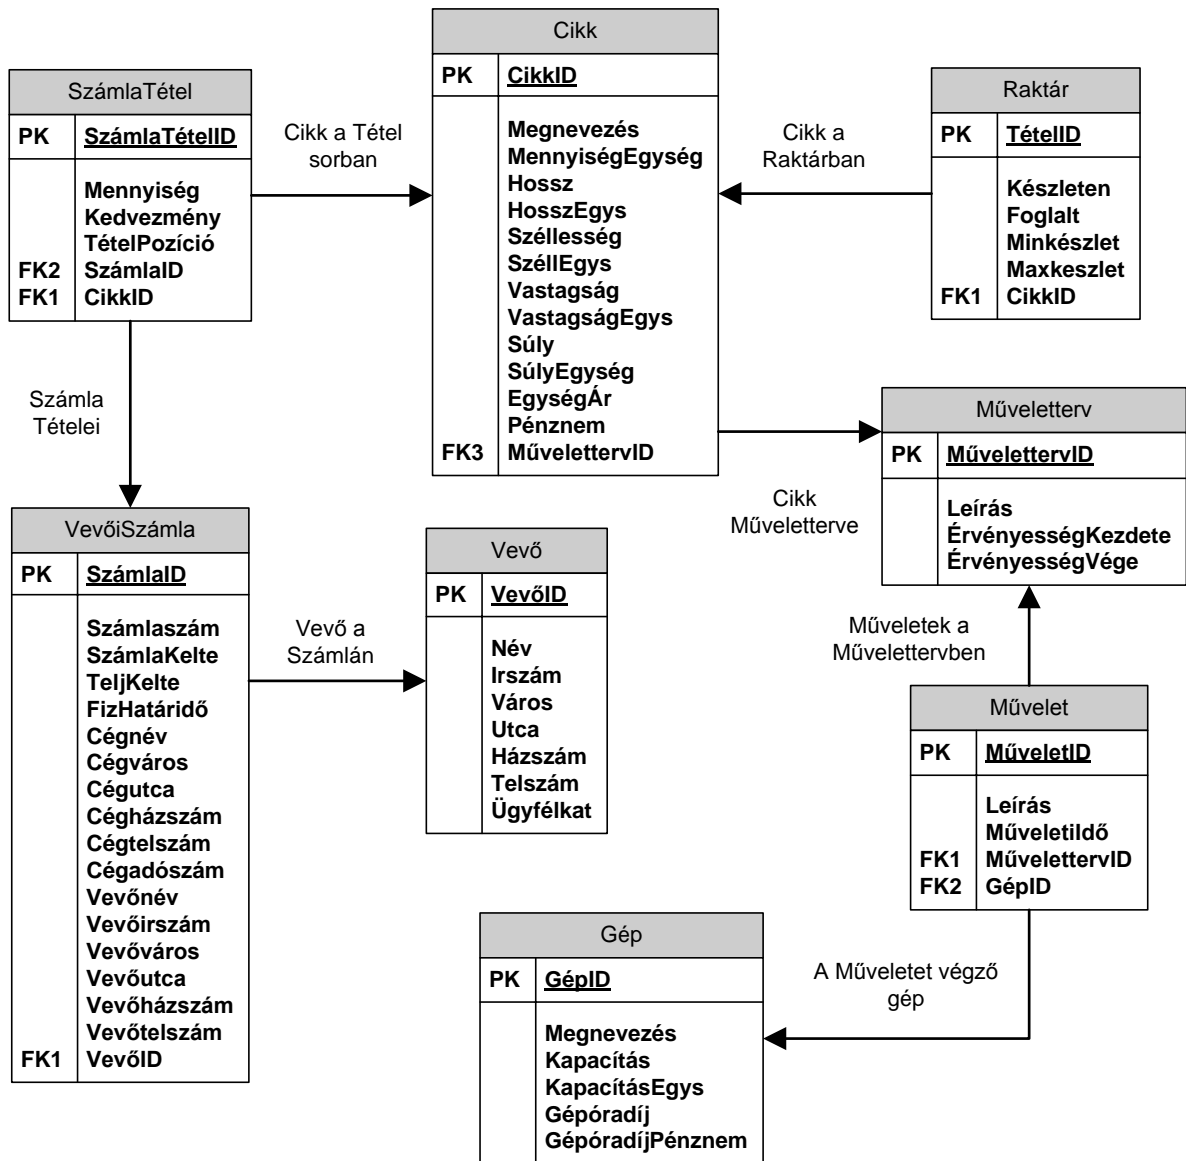 Cikk
PK CikkID
Megnevezés
MennyiségEgység
Hossz
HosszEgys
Széllesség
SzéllEgys
Vastagság
VastagságEgys
Súly
SúlyEgység
EgységÁr
Pénznem
FK3 MűvelettervID
SzámlaTétel
PK SzámlaTételID
Mennyiség
Kedvezmény
TételPozíció
FK2 SzámlaID
FK1 CikkID
Cikk a Tétel
sorban
Cikk a
Raktárban
Raktár
PK TételID
Készleten
Foglalt
Minkészlet
Maxkeszlet
FK1 CikkID
Számla
Tételei
Cikk
Műveletterve
Műveletterv
PK MűvelettervID
Leírás
ÉrvényességKezdete
ÉrvényességVége
VevőiSzámla
PK SzámlaID
Számlaszám
SzámlaKelte
TeljKelte
FizHatáridő
Cégnév
Cégváros
Cégutca
Cégházszám
Cégtelszám
Cégadószám
Vevőnév
Vevőirszám
Vevőváros
Vevőutca
Vevőházszám
Vevőtelszám
FK1 VevőID
Vevő a
Számlán
Vevő
PK VevőID
Név
Irszám
Város
Utca
Házszám
Telszám
Ügyfélkat
Műveletek a
Művelettervben
Művelet
PK MűveletID
Leírás
MűveletiIdő
FK1 MűvelettervID
FK2 GépID
A Műveletet végző
gép
Gép
PK GépID
Megnevezés
Kapacítás
KapacításEgys
Gépóradíj
GépóradíjPénznem